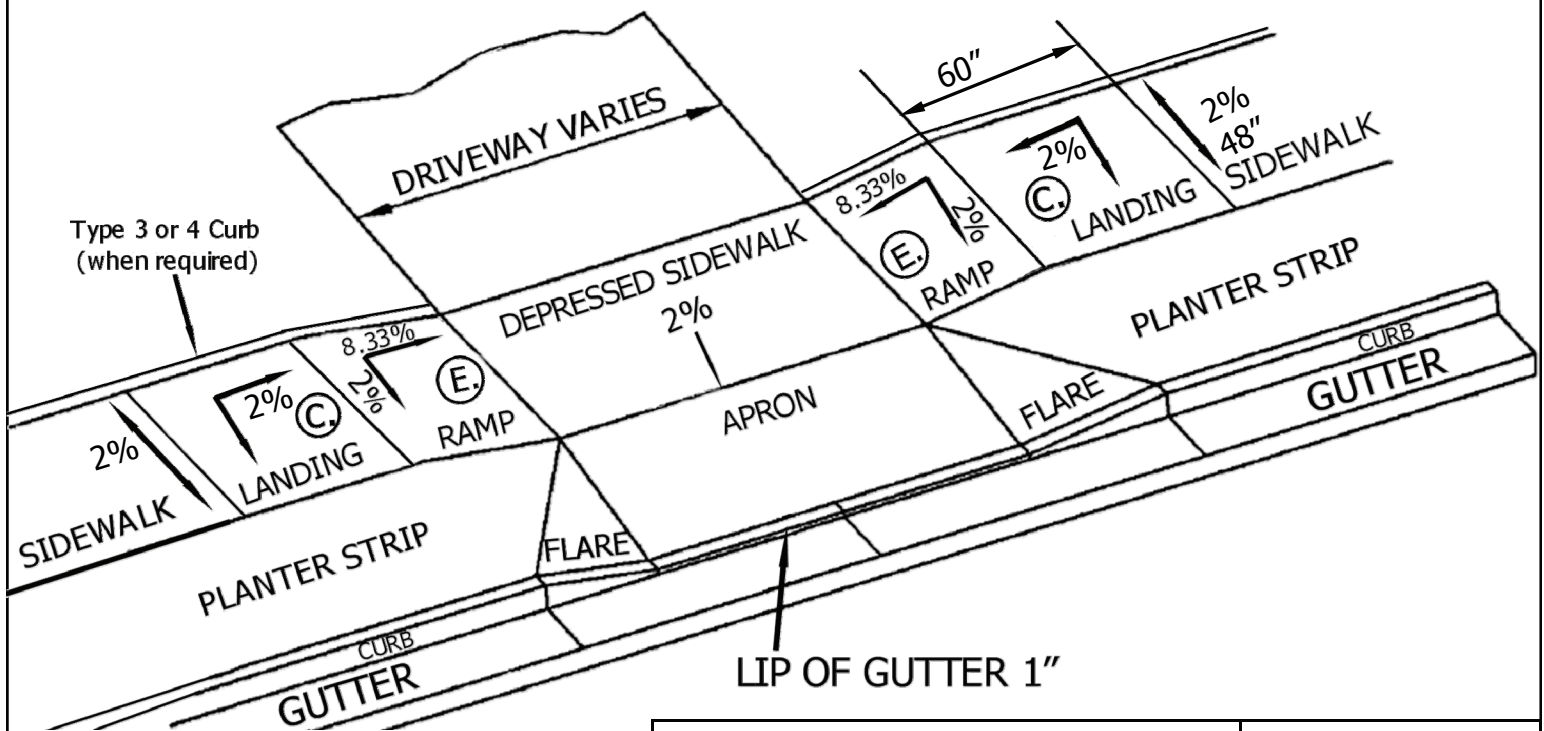 60"
DRIVEWAY VARIES
2%
48"
SIDEWALK
2%
C.
LANDING
8.33%
2%
E.
RAMP
Type 3 or 4 Curb
(when required)
DEPRESSED SIDEWALK
2%
PLANTER STRIP
8.33%
2%
E.
RAMP
2%
C.
LANDING
2%
SIDEWALK
APRON
FLARE
CURB
GUTTER
PLANTER STRIP
FLARE
CURB
GUTTER
LIP OF GUTTER 1"